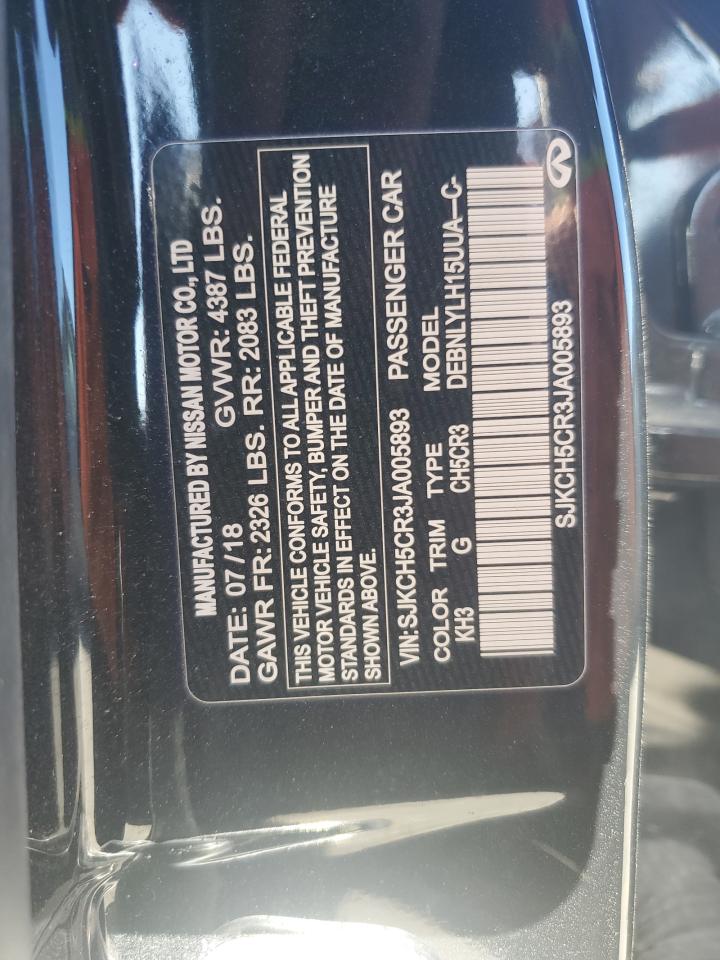 MANUFACTURED BY NISSAN MOTOR CO., LTD
DATE: 07/18 GVWR: 4387 LBS.
GAWR FR: 2326 LBS. RR: 2083 LBS.
THIS VEHICLE CONFORMS TO ALL APPLICABLE FEDERAL
MOTOR VEHICLE SAFETY, BUMPER AND THEFT PREVENTION
STANDARDS IN EFFECT ON THE DATE OF MANUFACTURE
SHOWN ABOVE.
VIN: SJKCH5CR3JA005893 PASSENGER CAR
COLOR TRIM TYPE MODEL
KH3 G CH5CR3 DEBNLYLH15UUA—C-
SJKCH5CR3JA005893